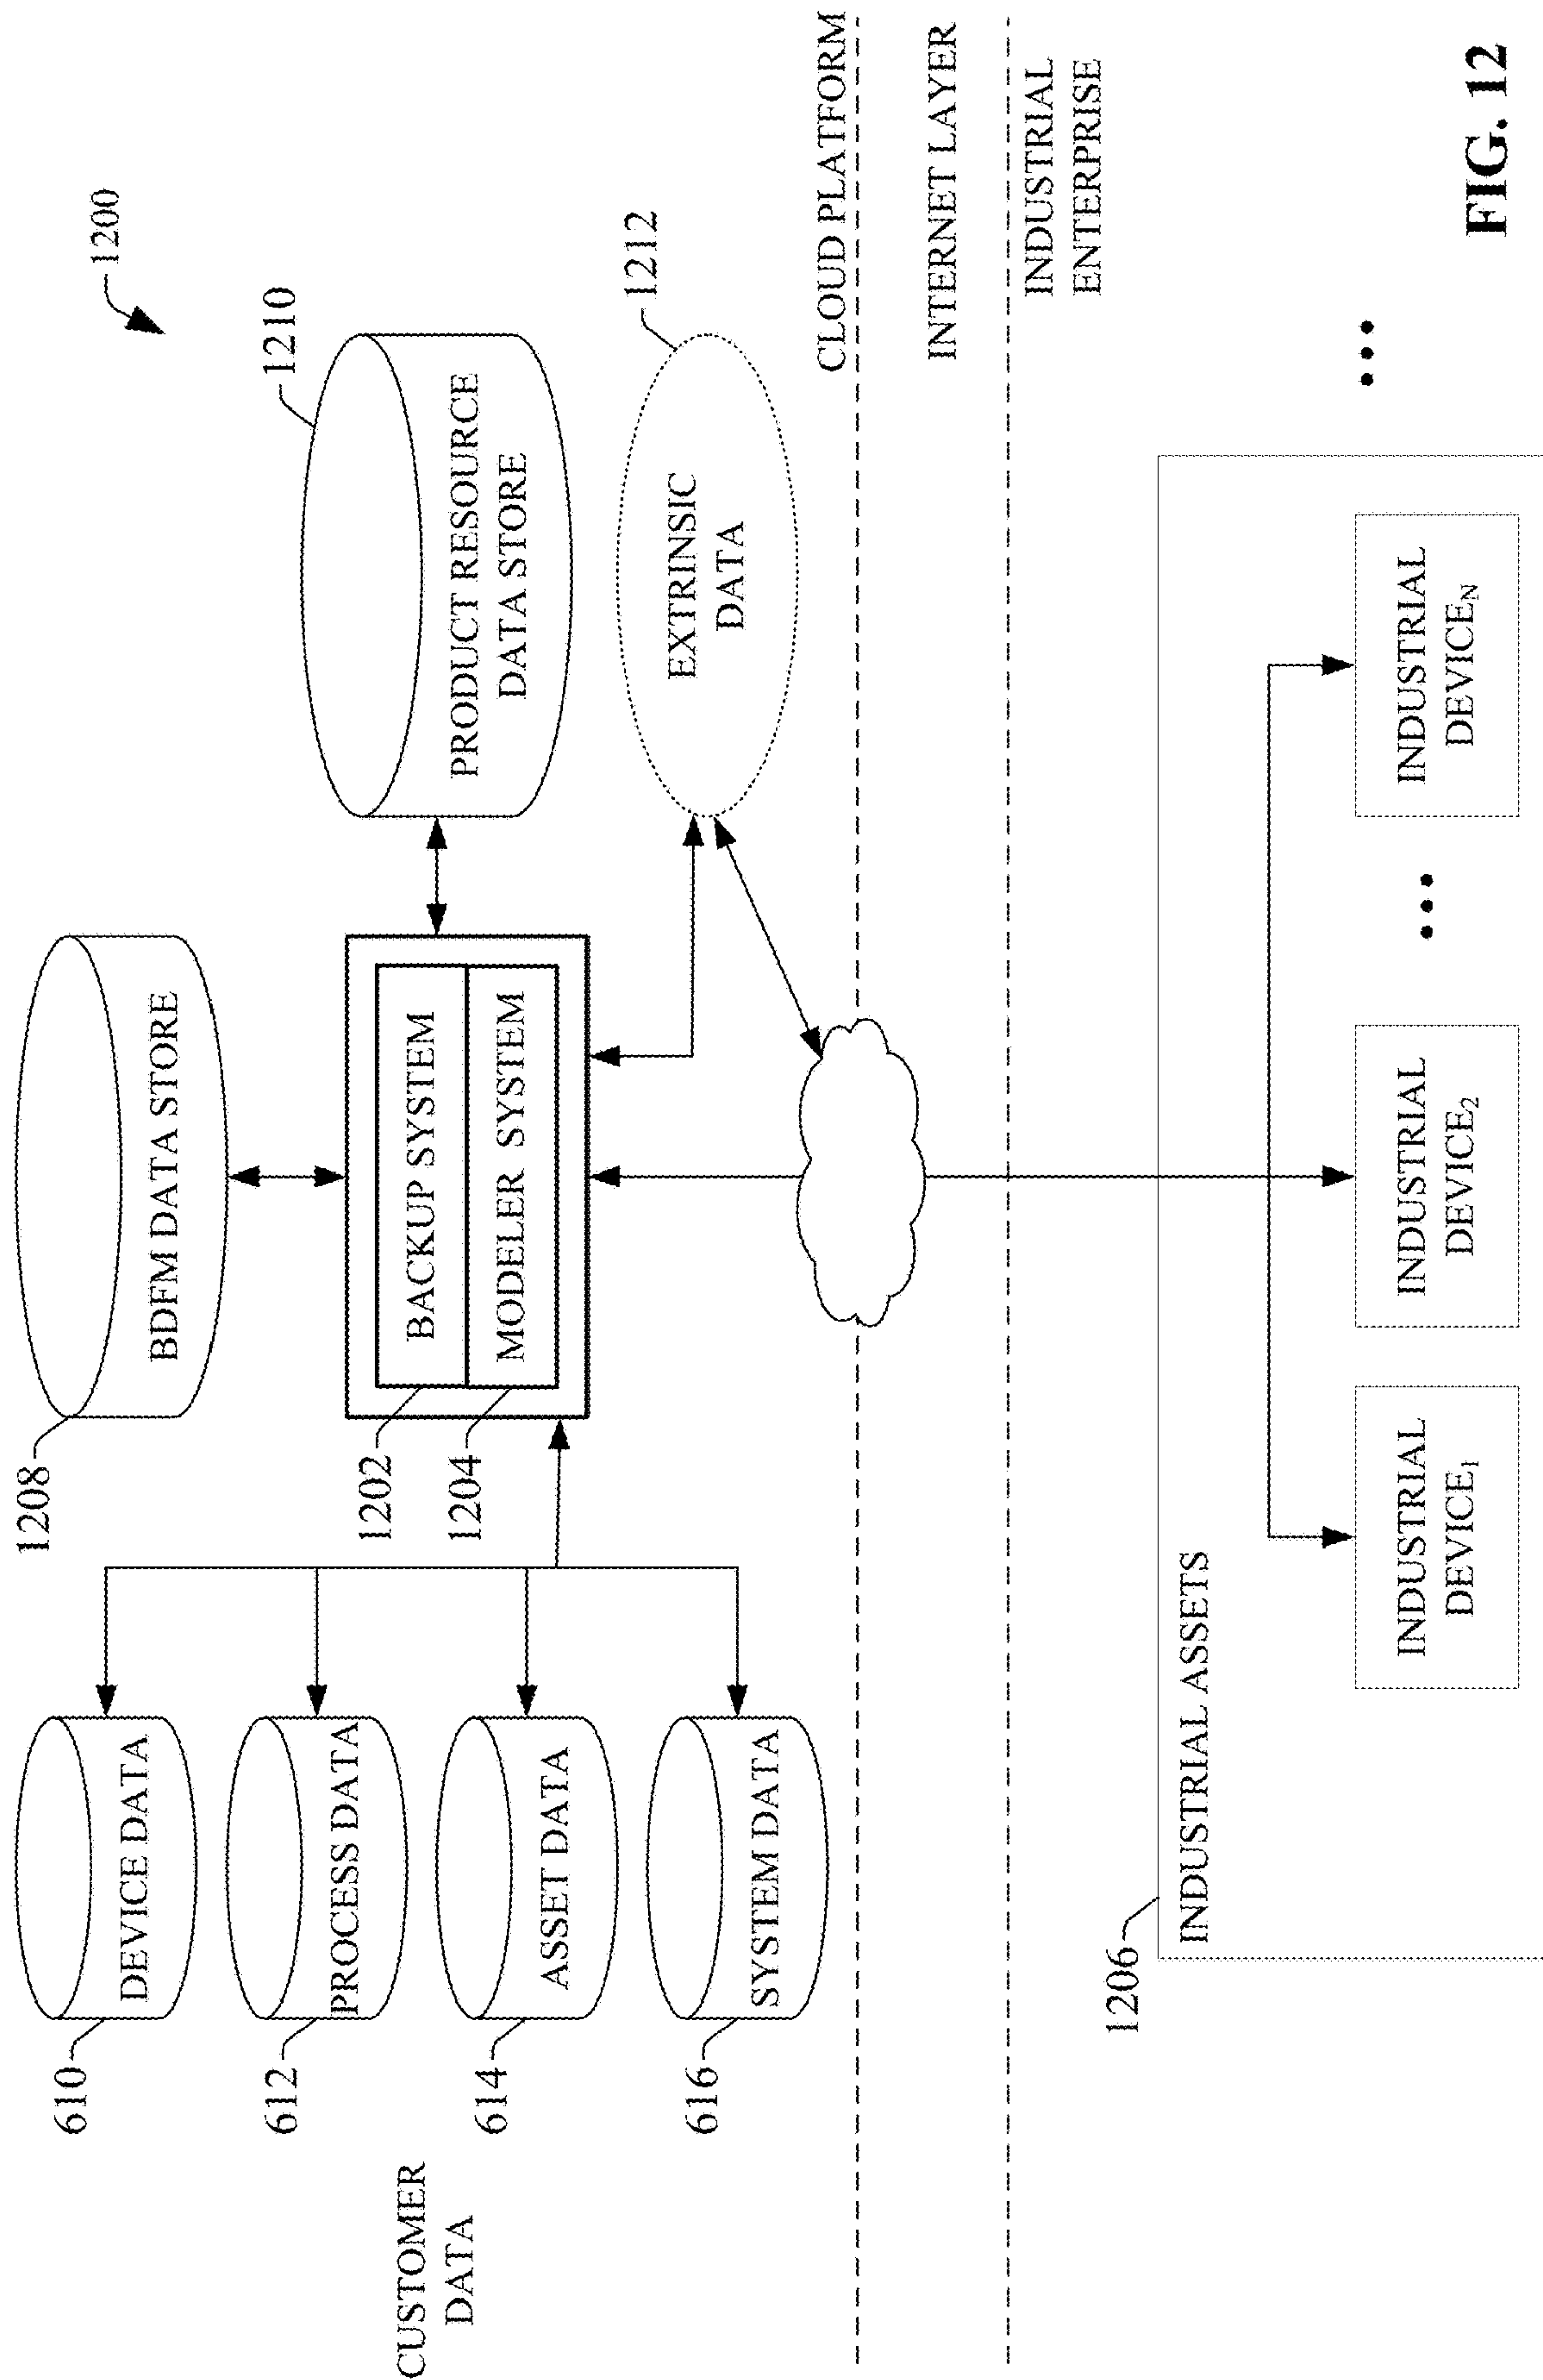 1200
1208
BDFM DATA STORE
610
DEVICE DATA
1210
PRODUCT RESOURCE
DATA STORE
612
PROCESS DATA
CUSTOMER
DATA
1202
BACKUP SYSTEM
1204
MODELER SYSTEM
614
ASSET DATA
1212
EXTRINSIC
DATA
616
SYSTEM DATA
CLOUD PLATFORM
INTERNET LAYER
INDUSTRIAL
ENTERPRISE
1206
INDUSTRIAL ASSETS
INDUSTRIAL
DEVICE₁
INDUSTRIAL
DEVICE₂
•••
INDUSTRIAL
DEVICE_N
•••
FIG. 12